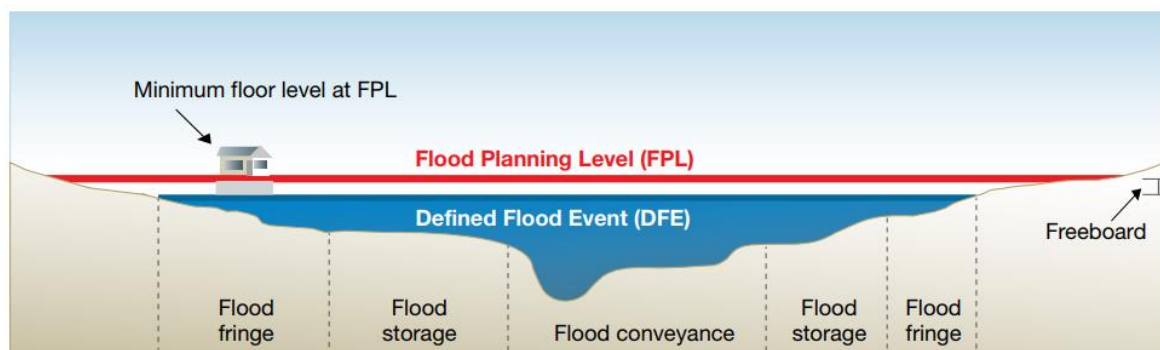 Minimum floor level at FPL
Flood Planning Level (FPL)
Defined Flood Event (DFE)
Freeboard
Flood
fringe
Flood
storage
Flood conveyance
Flood
storage
Flood
fringe